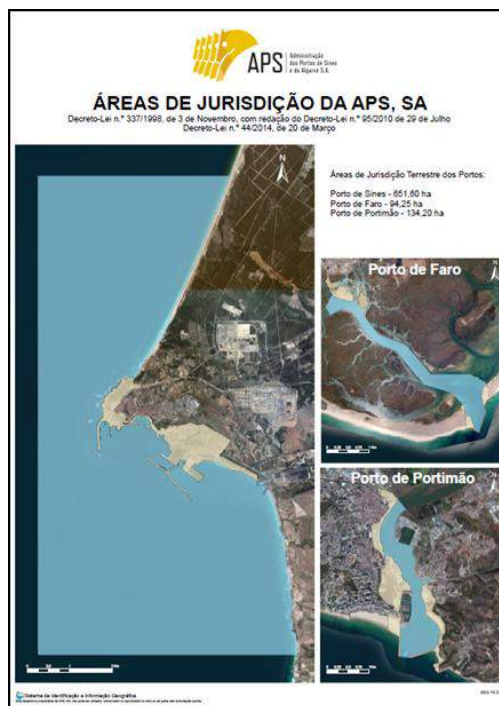 APS
Administração
dos Portos de Sines
e do Algarve S.A.
ÁREAS DE JURISDIÇÃO DA APS, SA
Decreto-Lei n.º 337/1998, de 3 de Novembro, com redação do Decreto-Lei n.º 95/2010 de 29 de Julho
Decreto-Lei n.º 44/2014, de 20 de Março
N
Áreas de Jurisdição Terrestre dos Portos:
Porto de Sines - 651,60 ha
Porto de Faro - 94,25 ha
Porto de Portimão - 134,20 ha
Porto de Faro
Porto de Portimão
Sistema de Identificação e Informação Geográfica